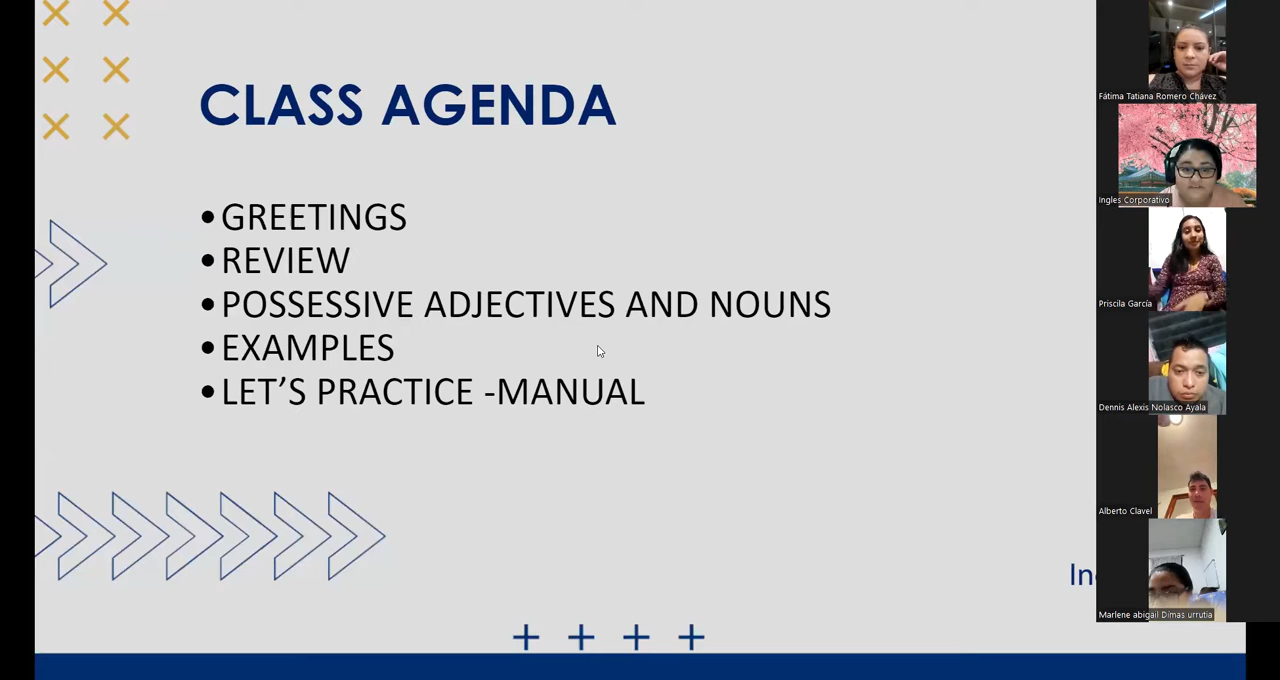 CLASS AGENDA
•GREETINGS
•REVIEW
•POSSESSIVE ADJECTIVES AND NOUNS
•EXAMPLES
•LET'S PRACTICE -MANUAL
Fátima Tatiana Romero Chávez
Ingles Corporativo
Priscila García
Dennis Alexis Nolasco Ayala
Alberto Clavel
Marlene abigail Dimas urrutia